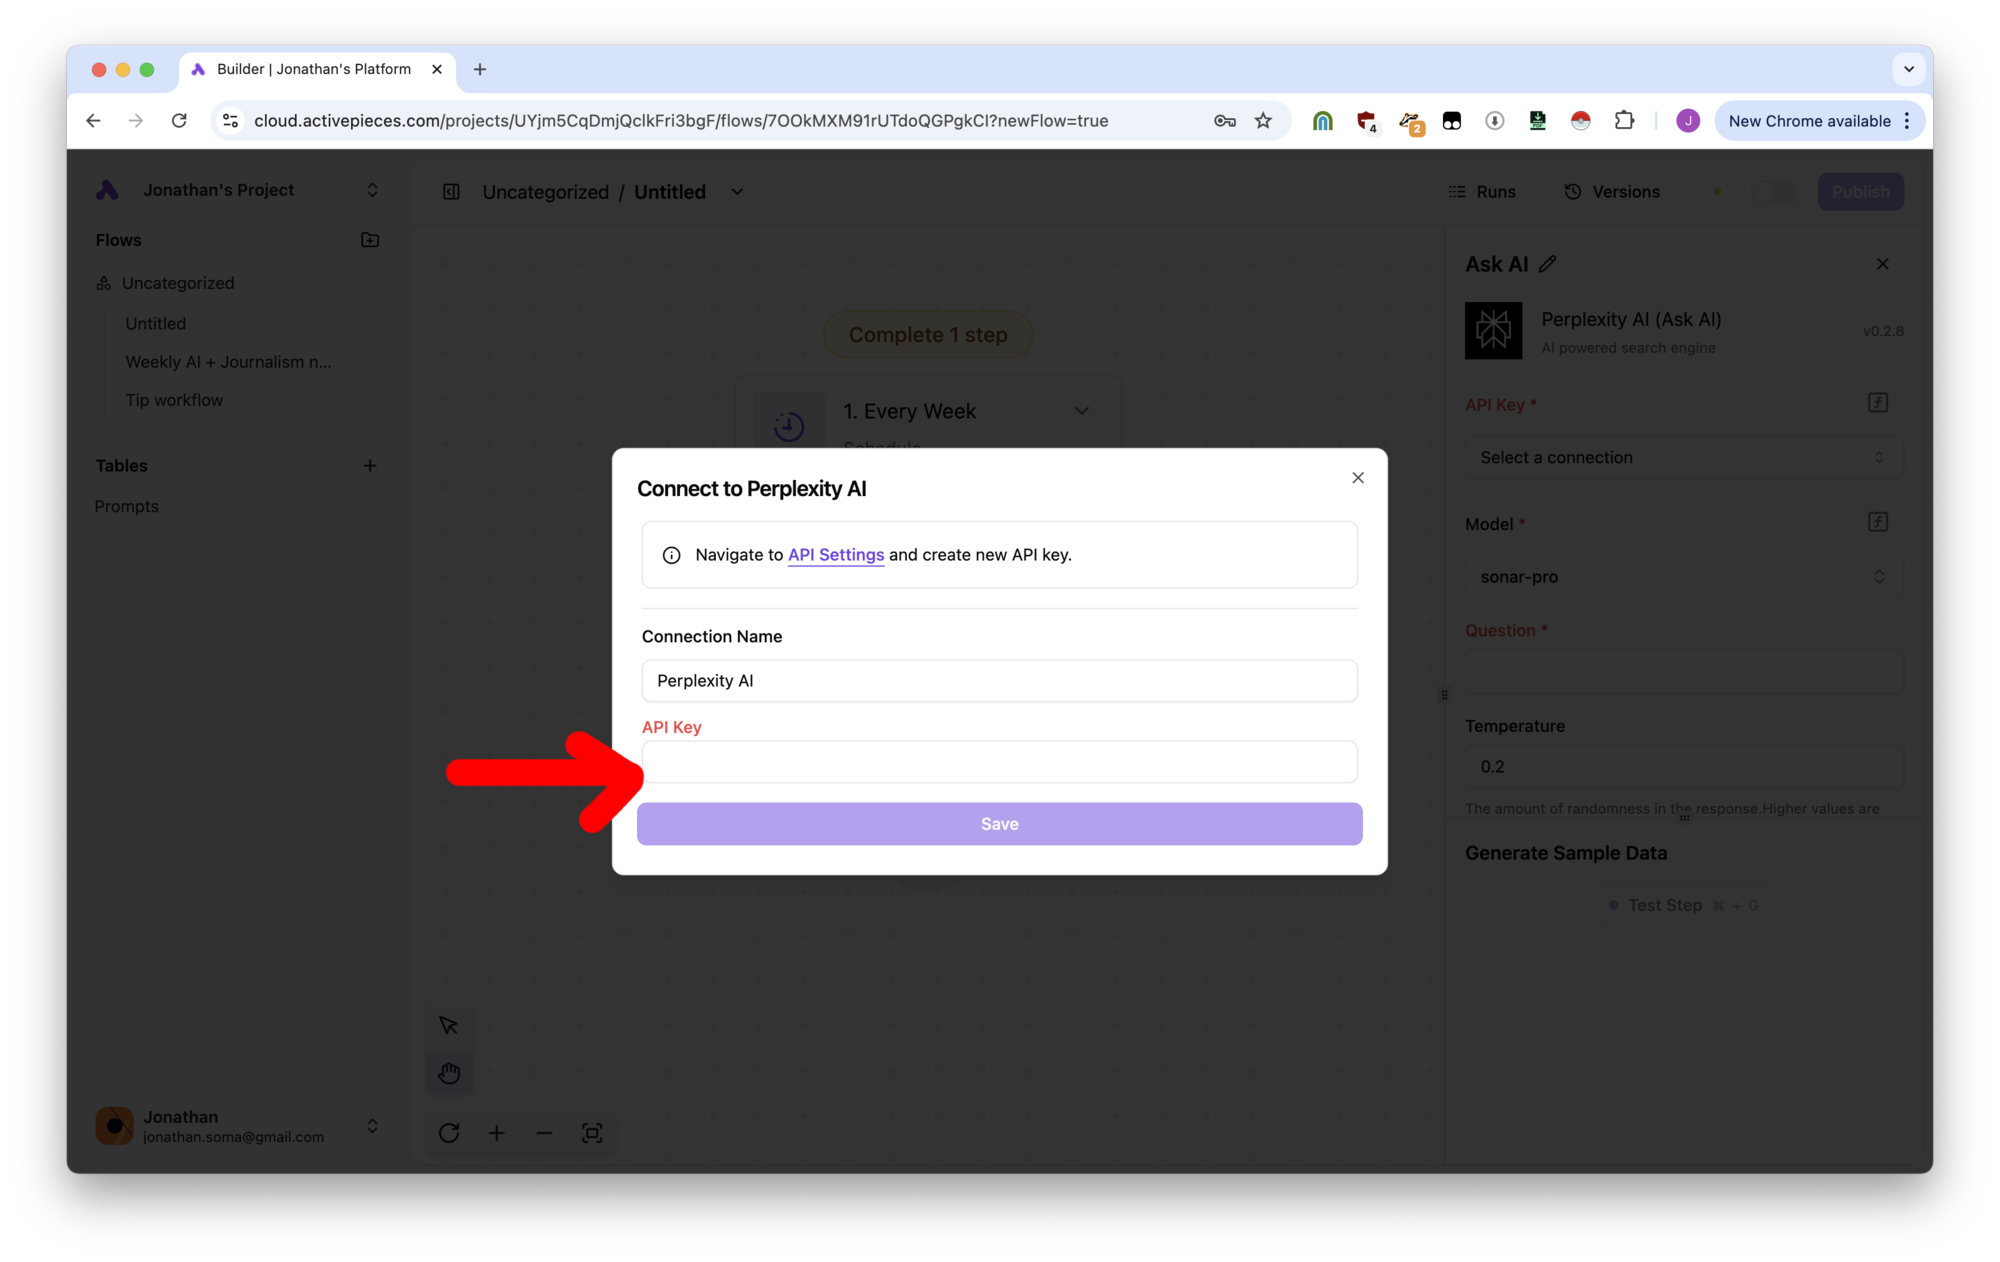 Builder | Jonathan's Platform
cloud.activepieces.com/projects/UYjm5CqDmjQclkFri3bgF/flows/7OOkMXM91rUTdoQGPgkCl?newFlow=true
4
2
J
New Chrome available
Jonathan's Project
Uncategorized / Untitled
Runs
Versions
Publish
Flows
Uncategorized
Untitled
Weekly AI + Journalism n...
Tip workflow
Tables
Prompts
Complete 1 step
1. Every Week
Schedule
Connect to Perplexity AI
Navigate to API Settings and create new API key.
Connection Name
Perplexity AI
API Key
Save
Ask AI
Perplexity AI (Ask AI)
AI powered search engine
v0.2.8
API Key *
Select a connection
Model *
sonar-pro
Question *
Temperature
0.2
The amount of randomness in the response.Higher values are
Generate Sample Data
Test Step ⌘ + G
Jonathan
jonathan.soma@gmail.com